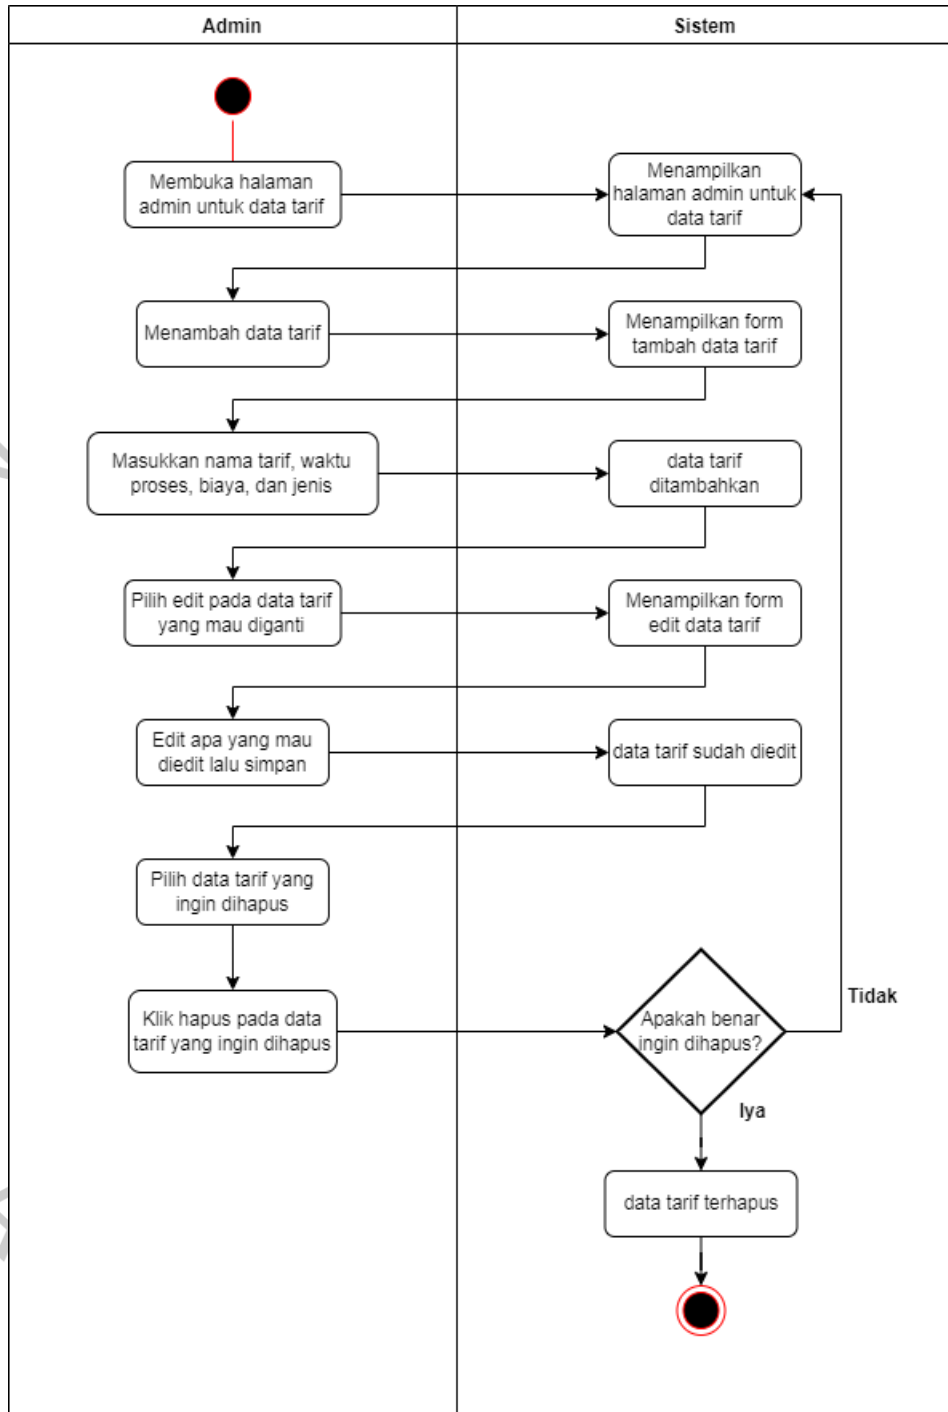 Admin
Sistem
Membuka halaman
admin untuk data tarif
Menampilkan
halaman admin untuk
data tarif
Menambah data tarif
Menampilkan form
tambah data tarif
Masukkan nama tarif, waktu
proses, biaya, dan jenis
data tarif
ditambahkan
Pilih edit pada data tarif
yang mau diganti
Menampilkan form
edit data tarif
Edit apa yang mau
diedit lalu simpan
data tarif sudah diedit
Pilih data tarif yang
ingin dihapus
Klik hapus pada data
tarif yang ingin dihapus
Apakah benar
ingin dihapus?
Tidak
Iya
data tarif terhapus